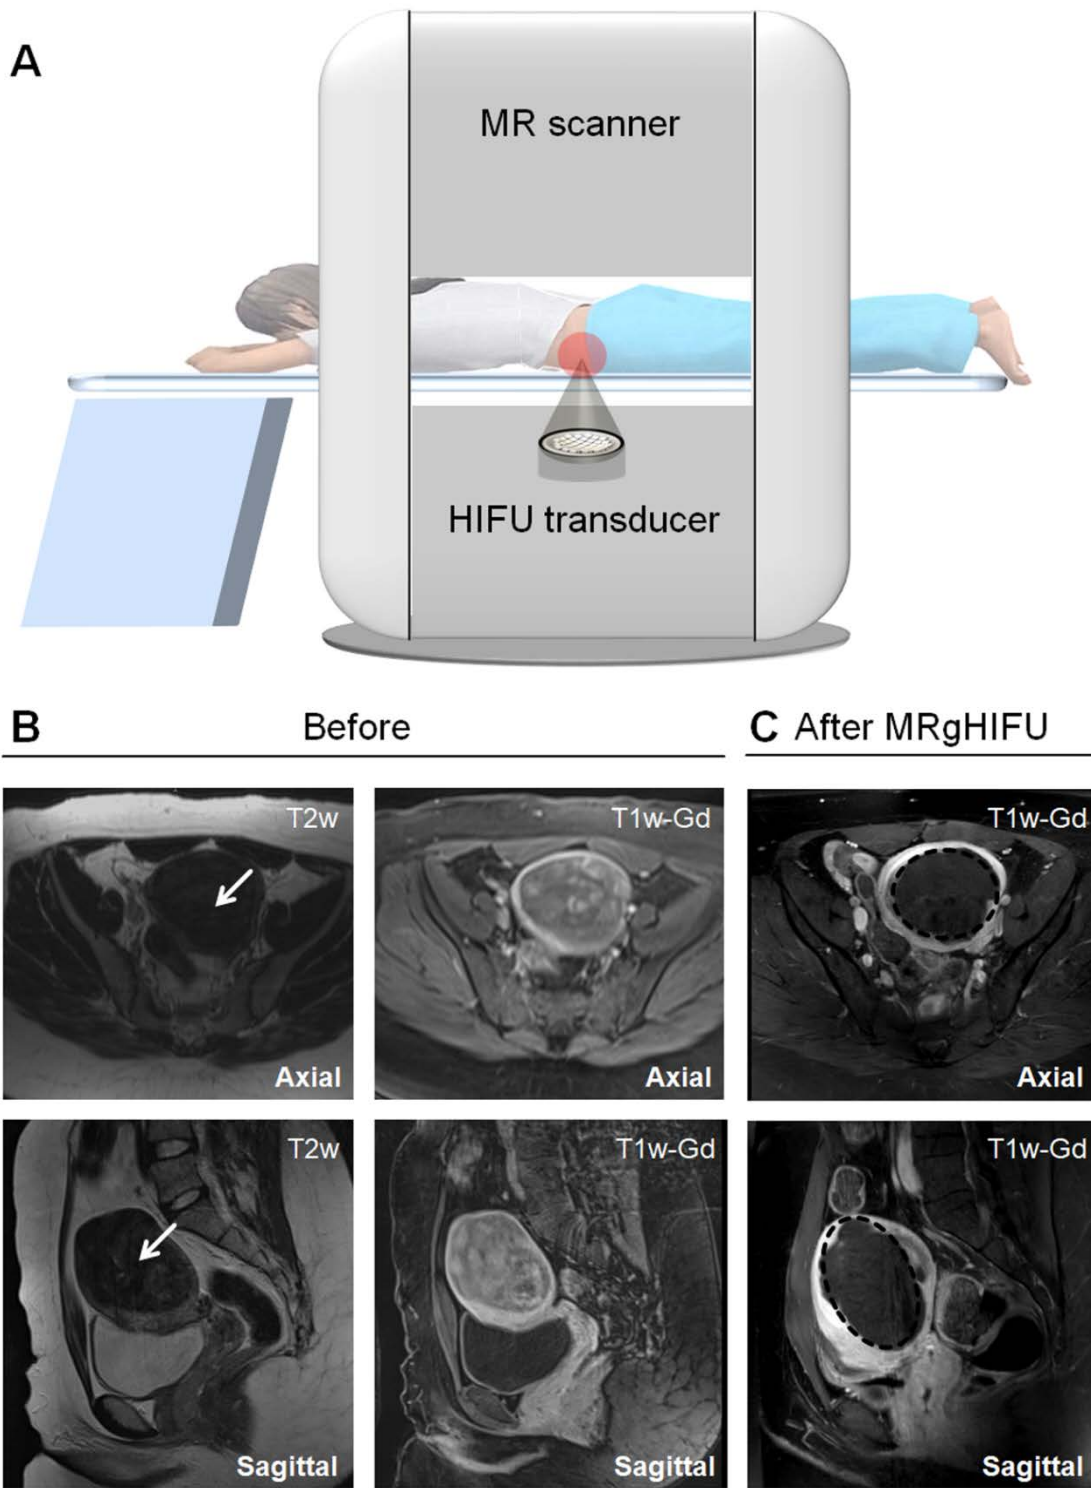 A
MR scanner
HIFU transducer
B Before
C After MRgHIFU
T2w
T1w-Gd
T1w-Gd
Axial
Axial
Axial
T2w
T1w-Gd
T1w-Gd
Sagittal
Sagittal
Sagittal